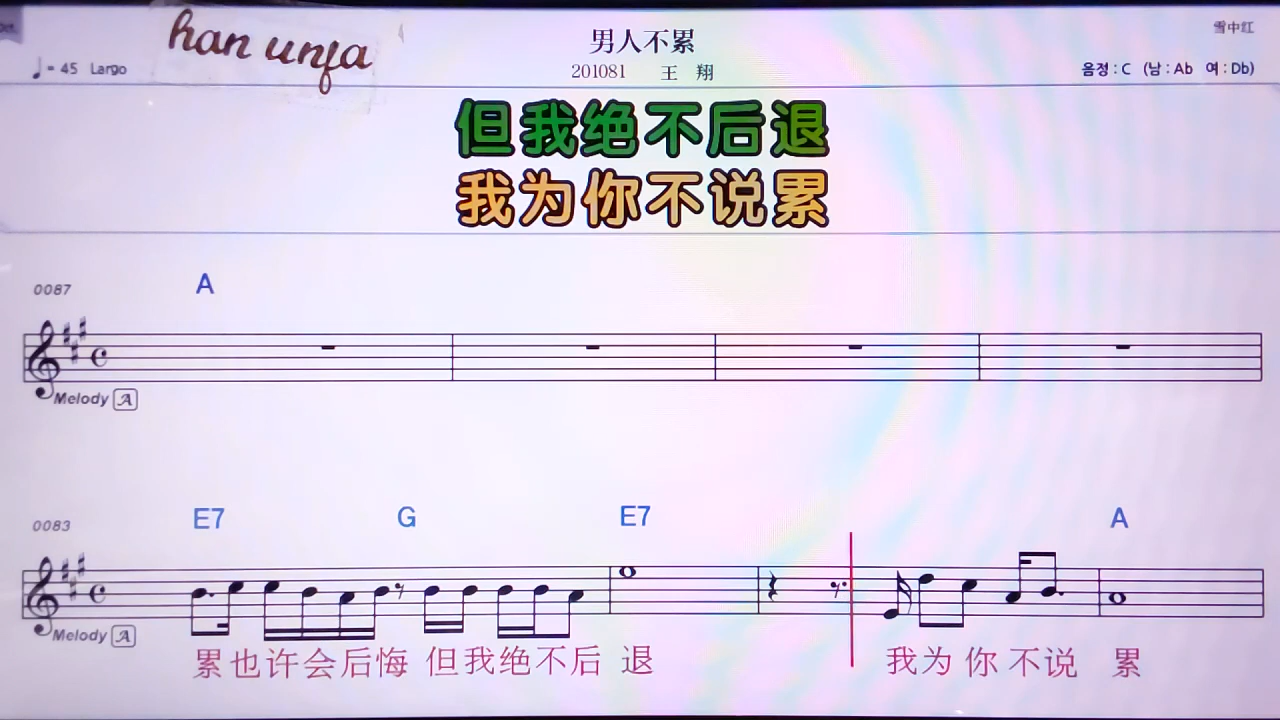 han unfa
男人不累
雪中红
♩= 45 Largo
201081 王 翔
음정 : C (남 : Ab 여 : Db)
但我绝不后退
我为你不说累
0087
A
Melody A
0083
E7 G E7 A
Melody A
累也许会后悔 但我绝不后 退 我为 你 不说 累